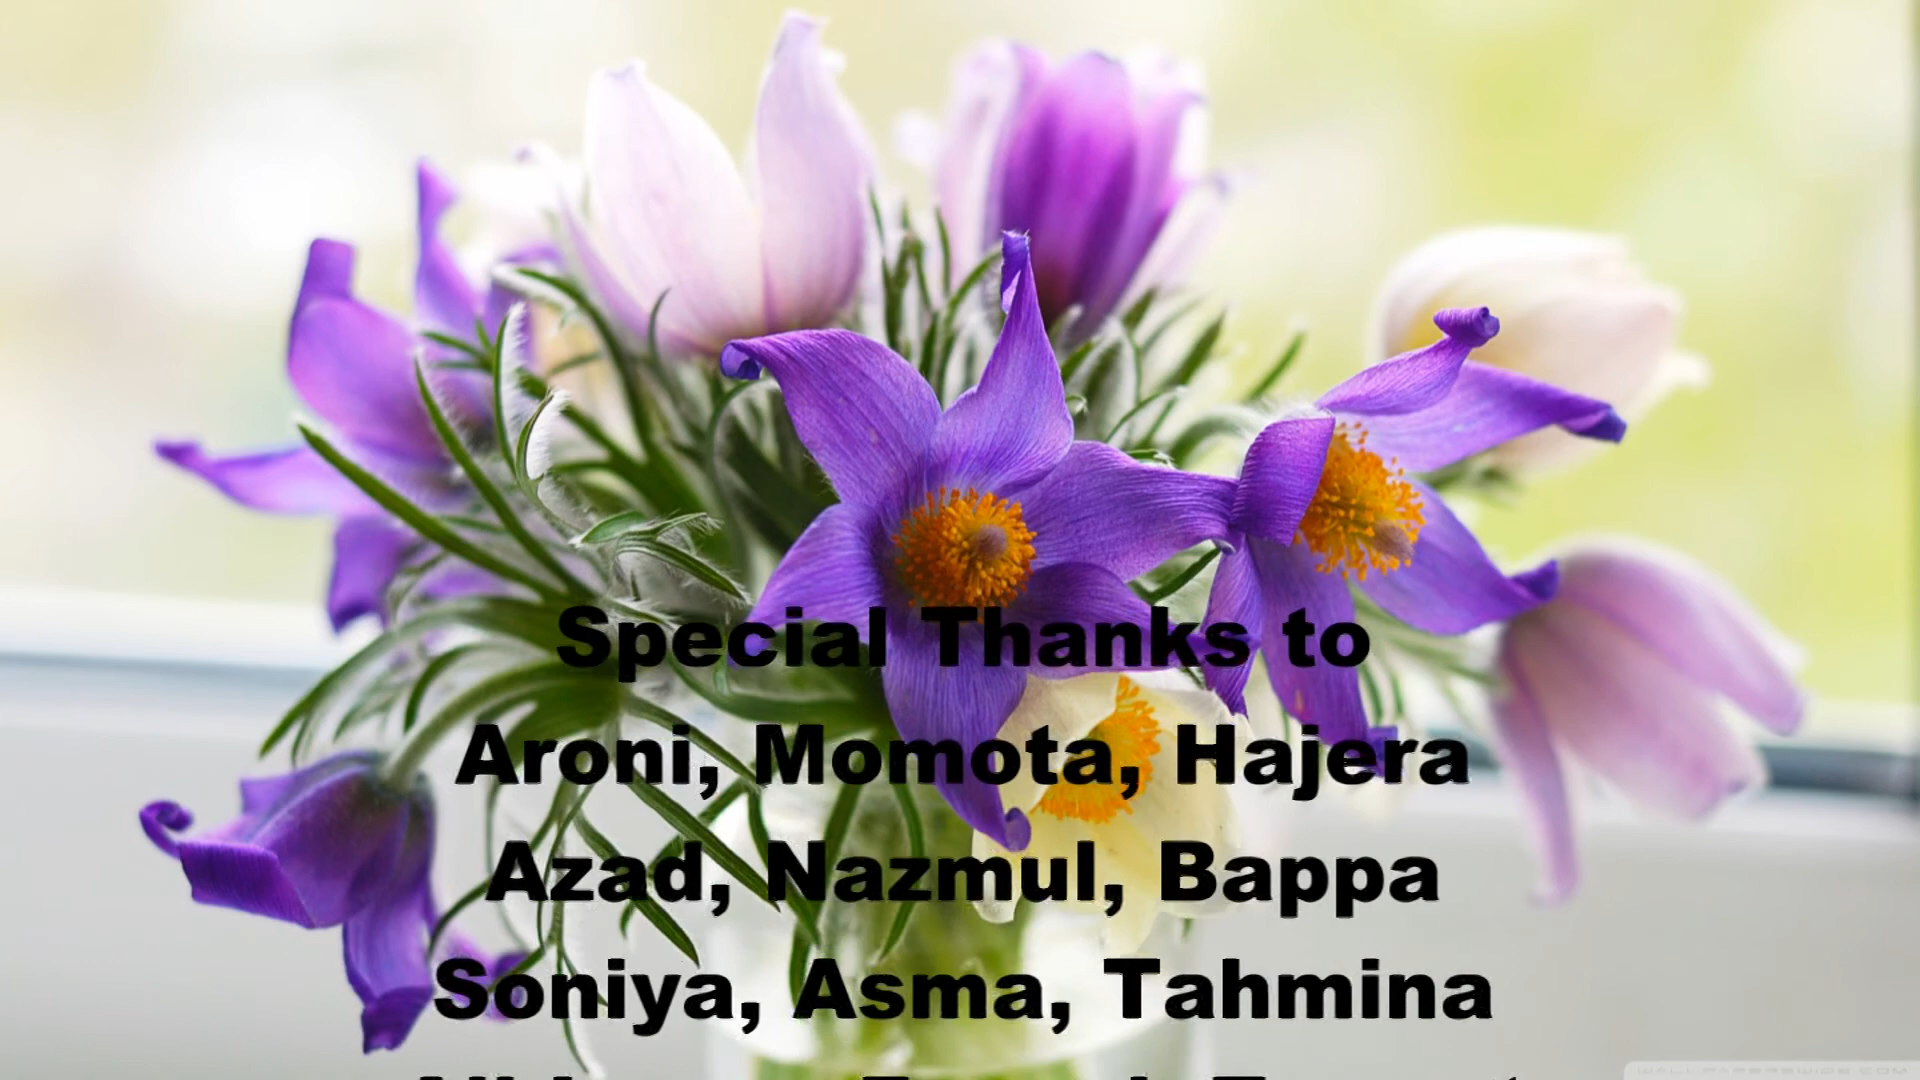 Special Thanks to
Aroni, Momota, Hajera
Azad, Nazmul, Bappa
Soniya, Asma, Tahmina